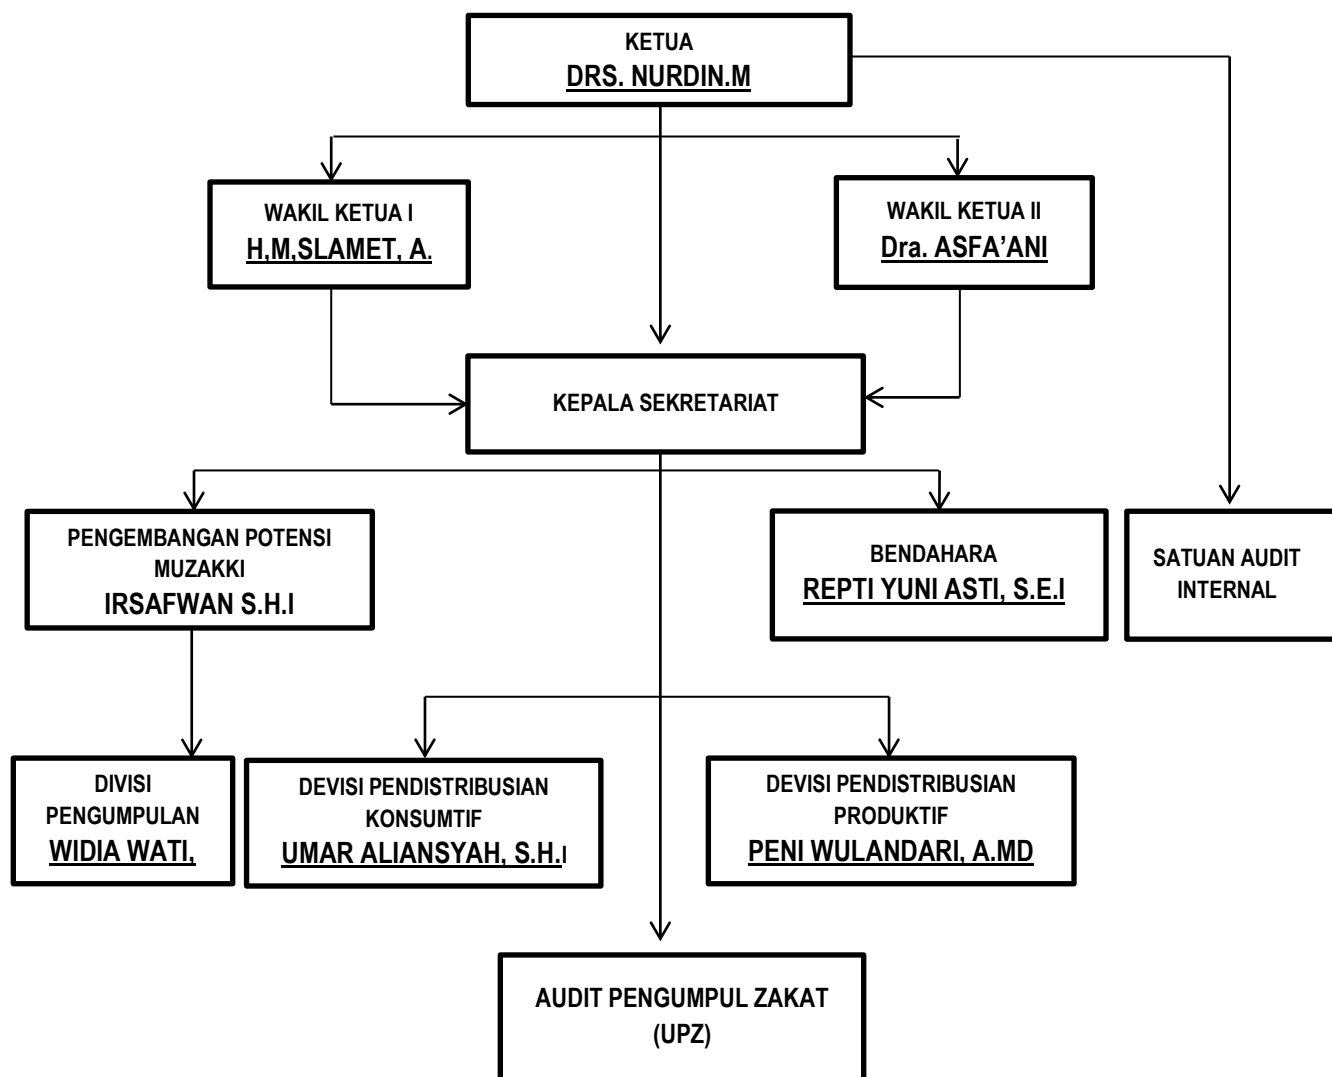 KETUA
DRS. NURDIN.M
WAKIL KETUA I
H,M,SLAMET, A.
WAKIL KETUA II
Dra. ASFA’ANI
KEPALA SEKRETARIAT
PENGEMBANGAN POTENSI
MUZAKKI
IRSAFWAN S.H.I
BENDAHARA
REPTI YUNI ASTI, S.E.I
SATUAN AUDIT
INTERNAL
DIVISI
PENGUMPULAN
WIDIA WATI,
DEVISI PENDISTRIBUSIAN
KONSUMTIF
UMAR ALIANSYAH, S.H.I
DEVISI PENDISTRIBUSIAN
PRODUKTIF
PENI WULANDARI, A.MD
AUDIT PENGUMPUL ZAKAT
(UPZ)